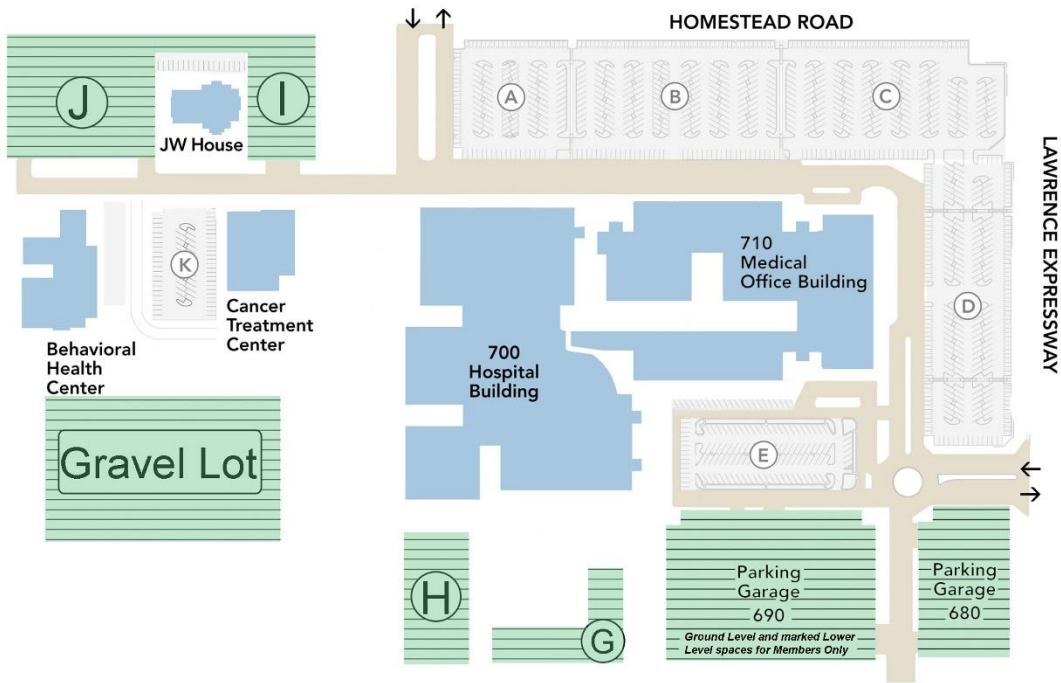 HOMESTEAD ROAD
J
I
A
B
C
JW House
LAWRENCE EXPRESSWAY
K
710
Medical
Office Building
D
Cancer
Treatment
Center
Behavioral
Health
Center
700
Hospital
Building
Gravel Lot
E
H
G
Parking
Garage
690
Ground Level and marked Lower
Level spaces for Members Only
Parking
Garage
680